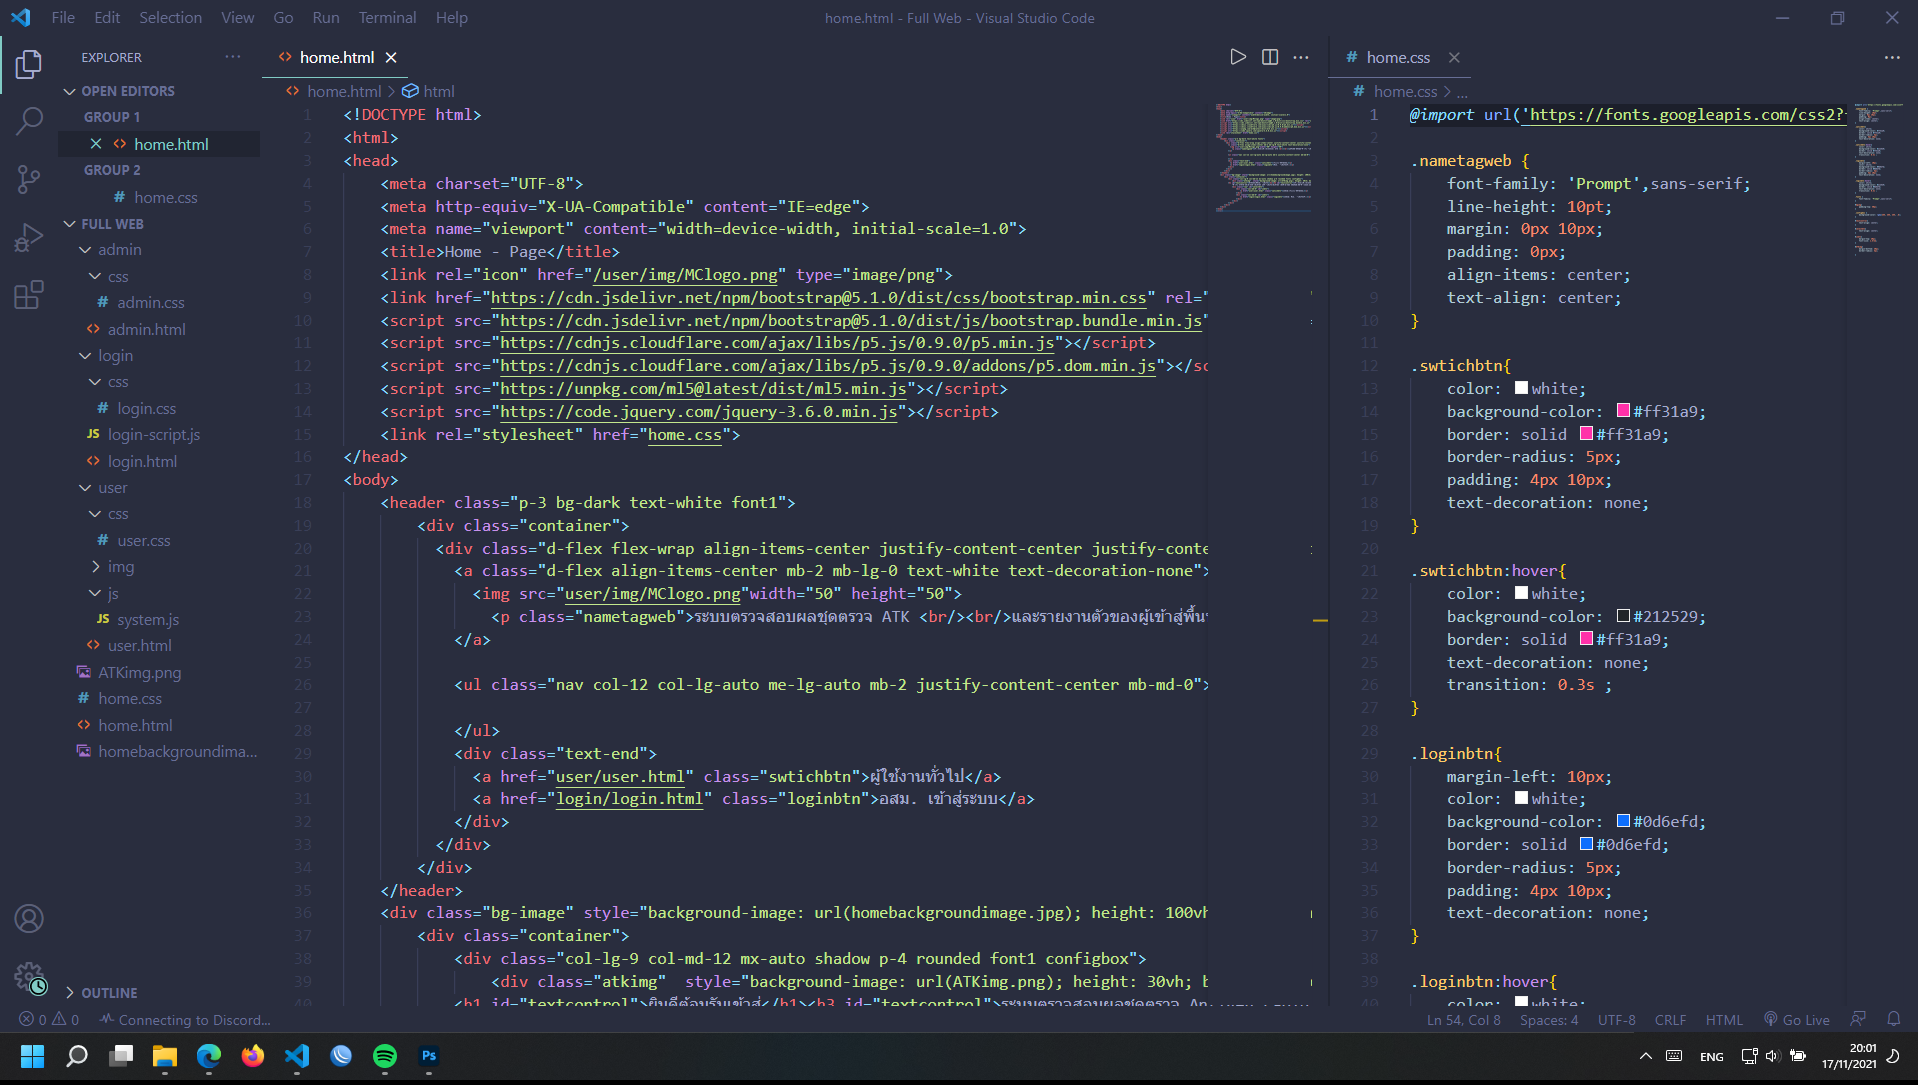 File Edit Selection View Go Run Terminal Help
home.html - Full Web - Visual Studio Code
EXPLORER
OPEN EDITORS
GROUP 1
home.html
GROUP 2
home.css
FULL WEB
admin
css
admin.css
admin.html
login
css
login.css
JS login-script.js
login.html
user
css
user.css
img
js
JS system.js
user.html
ATKimg.png
home.css
home.html
homebackgroundima...
OUTLINE
home.html
home.html > html
1 <!DOCTYPE html>
2 <html>
3 <head>
4 <meta charset="UTF-8">
5 <meta http-equiv="X-UA-Compatible" content="IE=edge">
6 <meta name="viewport" content="width=device-width, initial-scale=1.0">
7 <title>Home - Page</title>
8 <link rel="icon" href="/user/img/MClogo.png" type="image/png">
9 <link href="https://cdn.jsdelivr.net/npm/bootstrap@5.1.0/dist/css/bootstrap.min.css" rel="
10 <script src="https://cdn.jsdelivr.net/npm/bootstrap@5.1.0/dist/js/bootstrap.bundle.min.js"
11 <script src="https://cdnjs.cloudflare.com/ajax/libs/p5.js/0.9.0/p5.min.js"></script>
12 <script src="https://cdnjs.cloudflare.com/ajax/libs/p5.js/0.9.0/addons/p5.dom.min.js"></sc
13 <script src="https://unpkg.com/ml5@latest/dist/ml5.min.js"></script>
14 <script src="https://code.jquery.com/jquery-3.6.0.min.js"></script>
15 <link rel="stylesheet" href="home.css">
16 </head>
17 <body>
18 <header class="p-3 bg-dark text-white font1">
19 <div class="container">
20 <div class="d-flex flex-wrap align-items-center justify-content-center justify-conte
21 <a class="d-flex align-items-center mb-2 mb-lg-0 text-white text-decoration-none">
22 <img src="user/img/MClogo.png"width="50" height="50">
23 <p class="nametagweb">ระบบตรวจสอบผลชุดตรวจ ATK <br/><br/>และรายงานตัวของผู้เข้าสู่พื้น
24 </a>
25
26 <ul class="nav col-12 col-lg-auto me-lg-auto mb-2 justify-content-center mb-md-0">
27
28 </ul>
29 <div class="text-end">
30 <a href="user/user.html" class="swtichbtn">ผู้ใช้งานทั่วไป</a>
31 <a href="login/login.html" class="loginbtn">อสม. เข้าสู่ระบบ</a>
32 </div>
33 </div>
34 </div>
35 </header>
36 <div class="bg-image" style="background-image: url(homebackgroundimage.jpg); height: 100vh
37 <div class="container">
38 <div class="col-lg-9 col-md-12 mx-auto shadow p-4 rounded font1 configbox">
39 <div class="atkimg" style="background-image: url(ATKimg.png); height: 30vh; b
40 <h1 id="textcontrol">ยินดีต้อนรับเข้าสู่</h1><h3 id="textcontrol">ระบบตรวจสอบผลชุดตรวจ
home.css
home.css > ...
1 @import url('https://fonts.googleapis.com/css2?
2
3 .nametagweb {
4 font-family: 'Prompt',sans-serif;
5 line-height: 10pt;
6 margin: 0px 10px;
7 padding: 0px;
8 align-items: center;
9 text-align: center;
10 }
11
12 .swtichbtn{
13 color: white;
14 background-color: #ff31a9;
15 border: solid #ff31a9;
16 border-radius: 5px;
17 padding: 4px 10px;
18 text-decoration: none;
19 }
20
21 .swtichbtn:hover{
22 color: white;
23 background-color: #212529;
24 border: solid #ff31a9;
25 text-decoration: none;
26 transition: 0.3s ;
27 }
28
29 .loginbtn{
30 margin-left: 10px;
31 color: white;
32 background-color: #0d6efd;
33 border: solid #0d6efd;
34 border-radius: 5px;
35 padding: 4px 10px;
36 text-decoration: none;
37 }
38
39 .loginbtn:hover{
40 color: white;
0 0 Connecting to Discord...
Ln 54, Col 8 Spaces: 4 UTF-8 CRLF HTML Go Live
Ps
ENG
20:01
17/11/2021